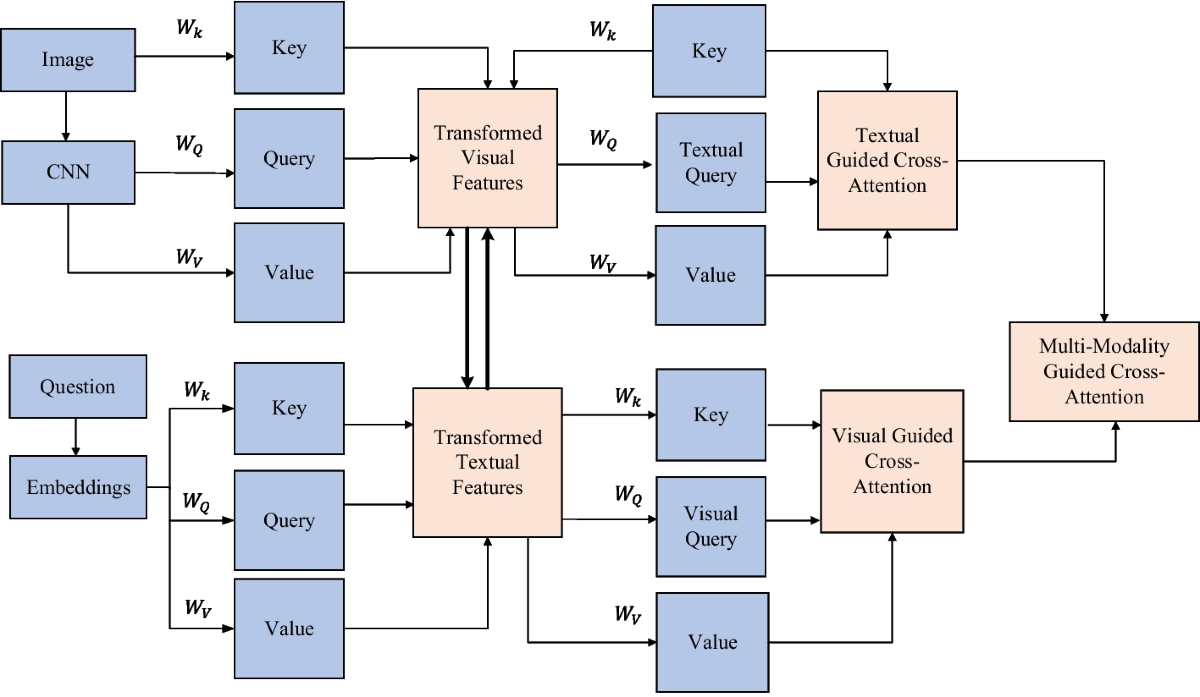 Image
CNN
W_k
W_Q
W_V
Key
Query
Value
Transformed
Visual
Features
W_k
W_Q
W_V
Key
Textual
Query
Value
Textual
Guided Cross-
Attention
Question
Embeddings
W_k
W_Q
W_V
Key
Query
Value
Transformed
Textual
Features
W_k
W_Q
W_V
Key
Visual
Query
Value
Visual Guided
Cross-
Attention
Multi-Modality
Guided Cross-
Attention